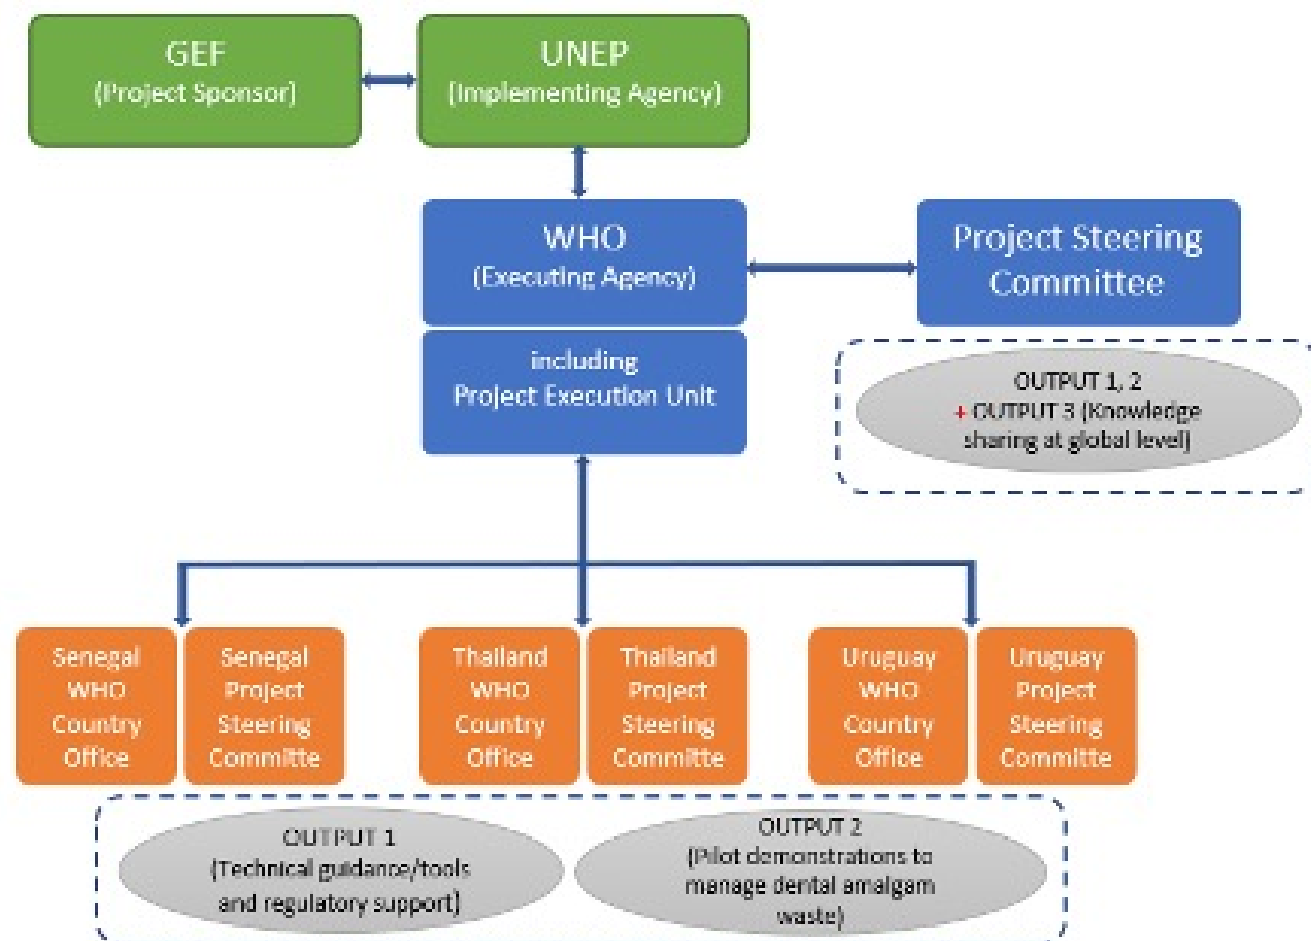 GEF
(Project Sponsor)
UNEP
(Implementing Agency)
WHO
(Executing Agency)
Project Steering
Committee
including
Project Execution Unit
OUTPUT 1, 2
+ OUTPUT 3 (Knowledge
sharing at global level)
Senegal
WHO
Country
Office
Senegal
Project
Steering
Committe
Thailand
WHO
Country
Office
Thailand
Project
Steering
Committe
Uruguay
WHO
Country
Office
Uruguay
Project
Steering
Committe
OUTPUT 1
(Technical guidance/tools
and regulatory support)
OUTPUT 2
(Pilot demonstrations to
manage dental amalgam
waste)